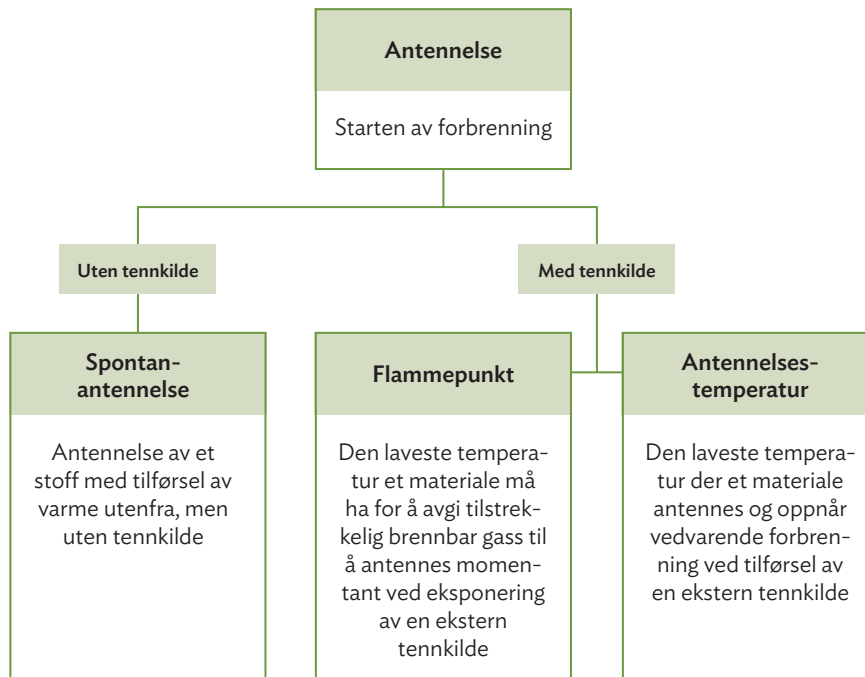 Antennelse
Starten av forbrenning
Uten tennkilde
Med tennkilde
Spontan-
antennelse
Antennelse av et
stoff med tilførsel av
varme utenfra, men
uten tennkilde
Flammepunkt
Den laveste tempera-
tur et materiale må
ha for å avgi tilstrek-
kelig brennbar gass til
å antennes momen-
tant ved eksponering
av en ekstern
tennkilde
Antennelses-
temperatur
Den laveste tempera-
tur der et materiale
antennes og oppnår
vedvarende forbren-
ning ved tilførsel av
en ekstern tennkilde